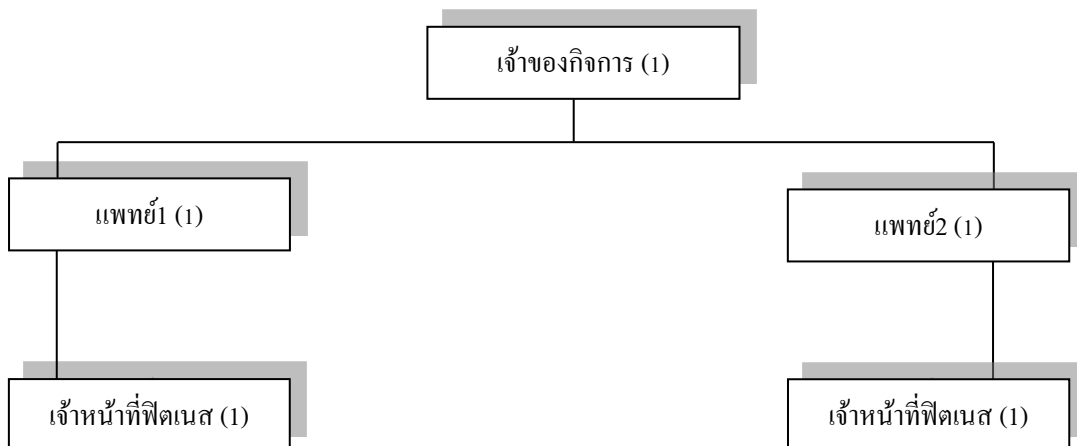 เจ้าของกิจการ (1)
แพทย์1 (1)
แพทย์2 (1)
เจ้าหน้าที่ฟิตเนส (1)
เจ้าหน้าที่ฟิตเนส (1)